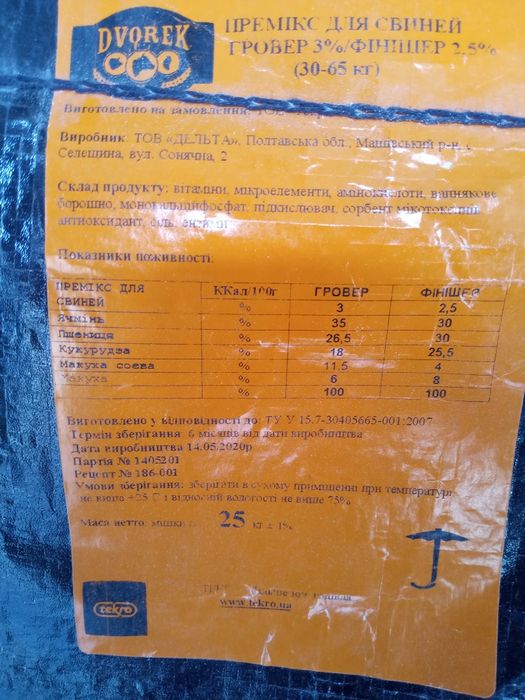 DVOREK
ПРЕМІКС ДЛЯ СВИНЕЙ
ГРОВЕР 3%/ФІНІШЕР 2,5%
(30-65 кг)
Виготовлено на замовлення: ТОВ
Виробник: ТОВ «ДЕЛЬТА», Полтавська обл., Машівський р-н,
Селещина, вул. Сонячна, 2
Склад продукту: вітаміни, мікроелементи, амінокислоти, вапнякове
борошно, монокальційфосфат, підкислювач, сорбент мікотоксинів,
антиоксидант, сіль, ензими
Показники поживності:
ПРЕМІКС ДЛЯ СВИНЕЙ ККал/100г ГРОВЕР ФІНІШЕР
% 3 2,5
Ячмінь % 35 30
Пшениця % 26,5 30
Кукурудза % 18 25,5
Макуха соєва % 11,5 4
Макуха % 6 8
% 100 100
Виготовлено у відповідності до: ТУ У 15.7-30405665-001:2007
Термін зберігання 6 місяців від дати виробництва
Дата виробництва 14.05.2020р
Партія № 1405201
Рецепт № 186-001
Умови зберігання: зберігати в сухому приміщенні при температурі
не вище +25 С і відносній вологості не вище 75%
Маса нетто: мішки 25 кг ± 1%
www.tekro.ua
tekro